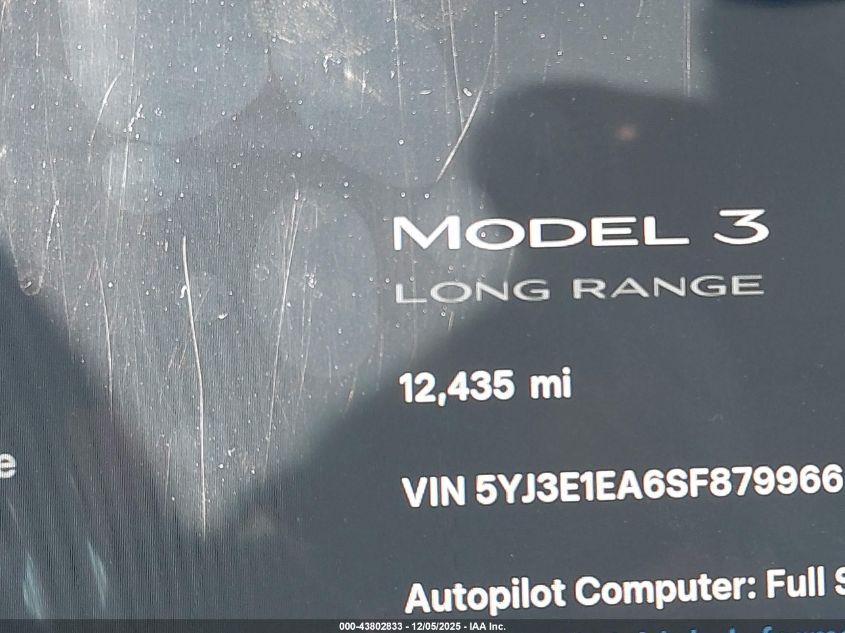 MODEL 3
LONG RANGE
12,435 mi
e
VIN 5YJ3E1EA6SF879966
Autopilot Computer: Full S
000-43802833 - 12/05/2025 - IAA Inc.